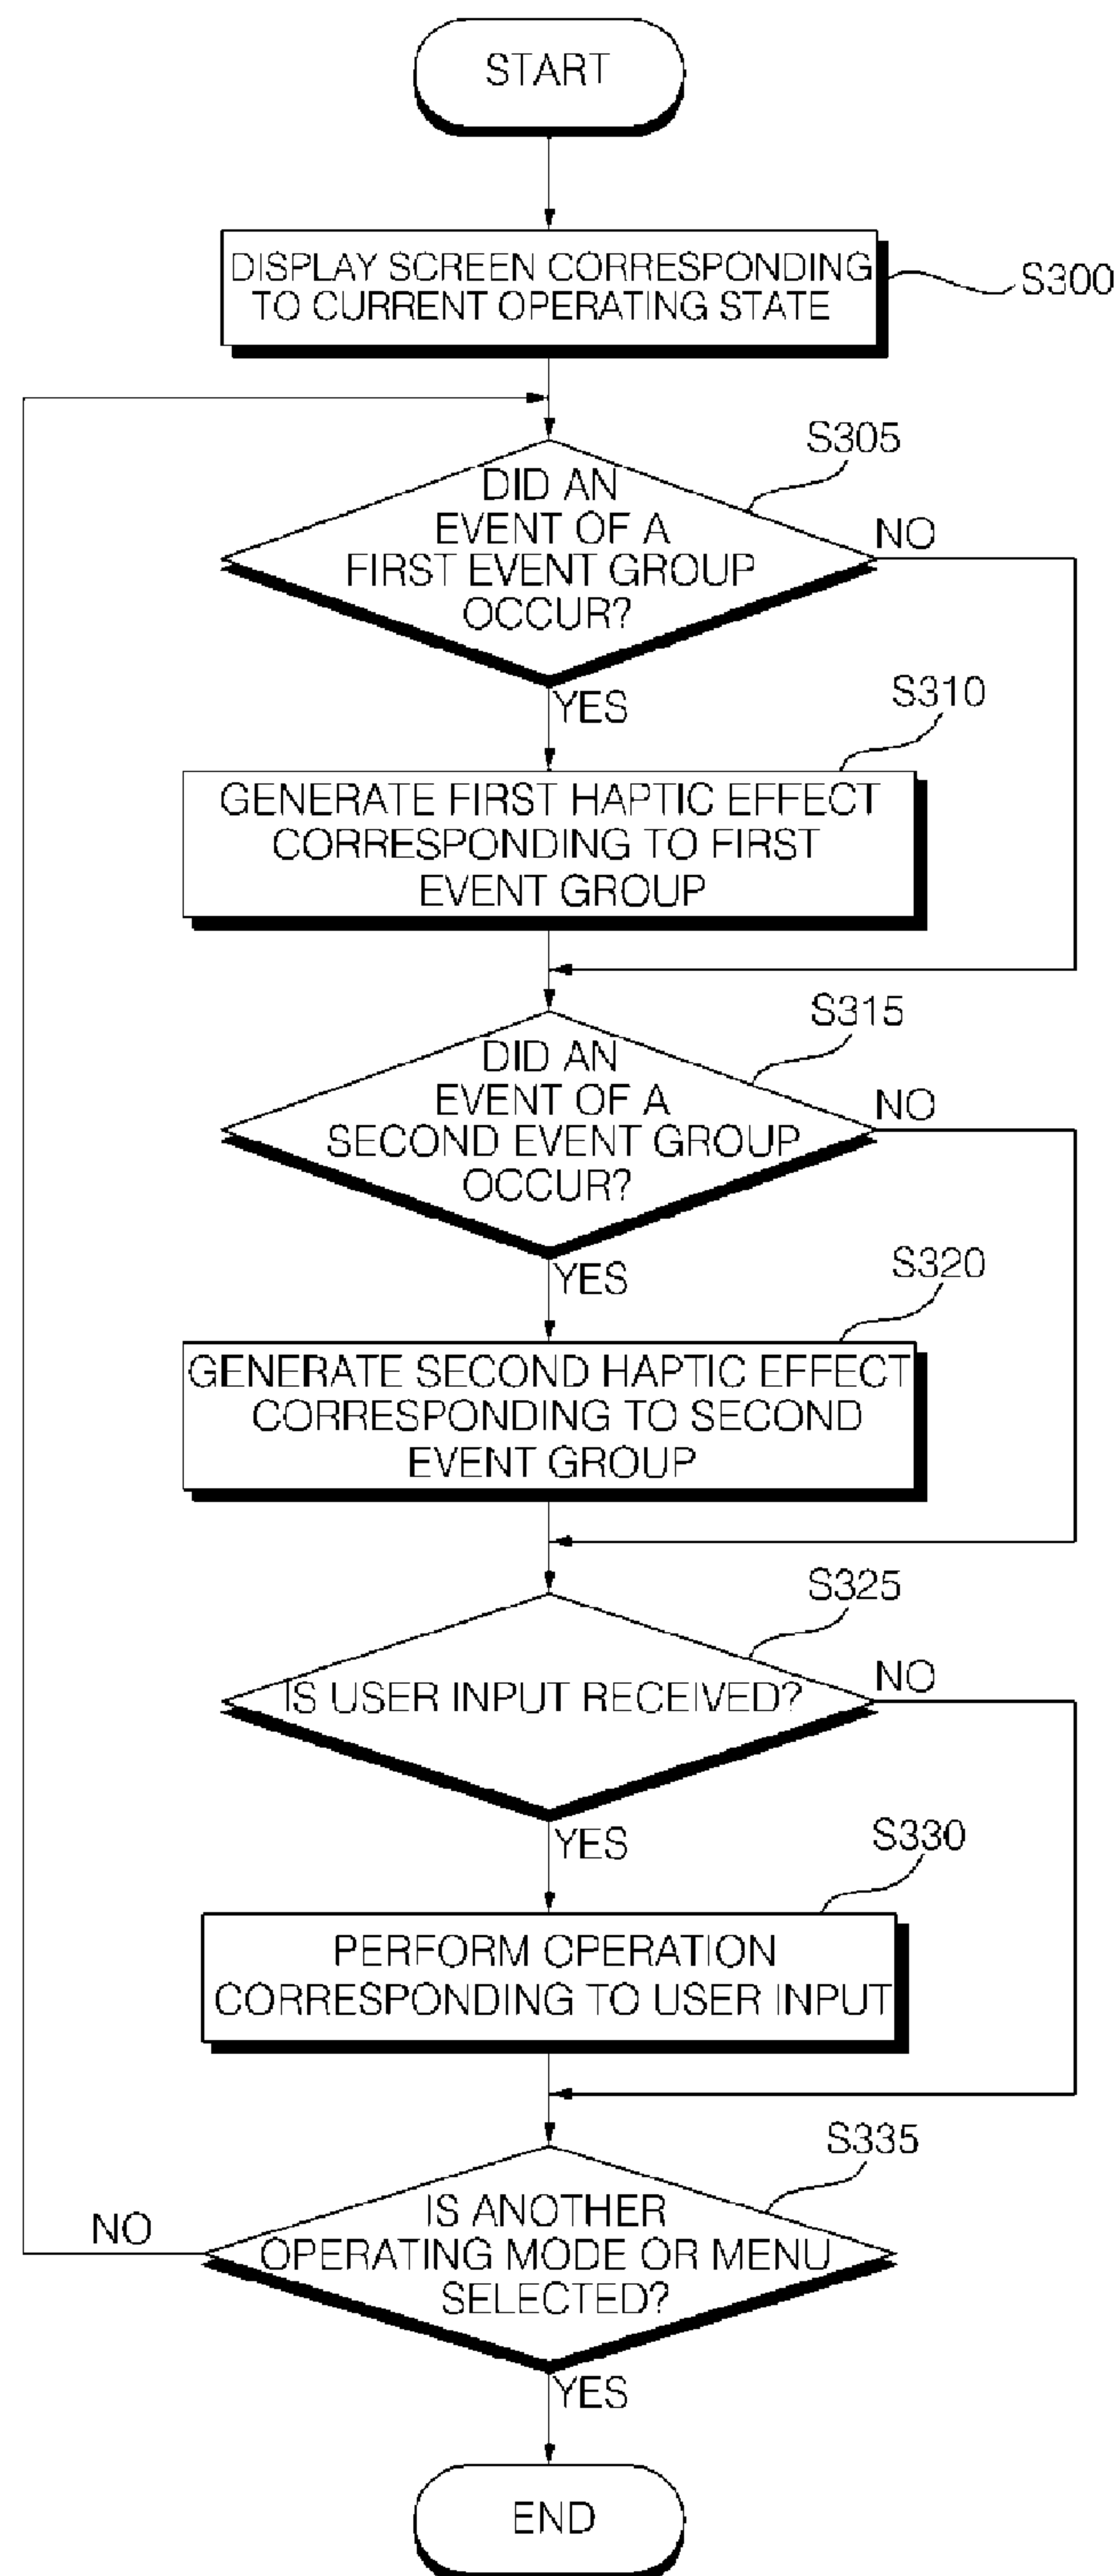 START
DISPLAY SCREEN CORRESPONDING
TO CURRENT OPERATING STATE
S300
S305
DID AN
EVENT OF A
FIRST EVENT GROUP
OCCUR?
NO
YES
S310
GENERATE FIRST HAPTIC EFFECT
CORRESPONDING TO FIRST
EVENT GROUP
S315
DID AN
EVENT OF A
SECOND EVENT GROUP
OCCUR?
NO
YES
S320
GENERATE SECOND HAPTIC EFFECT
CORRESPONDING TO SECOND
EVENT GROUP
S325
IS USER INPUT RECEIVED?
NO
YES
S330
PERFORM OPERATION
CORRESPONDING TO USER INPUT
S335
IS ANOTHER
OPERATING MODE OR MENU
SELECTED?
NO
YES
END